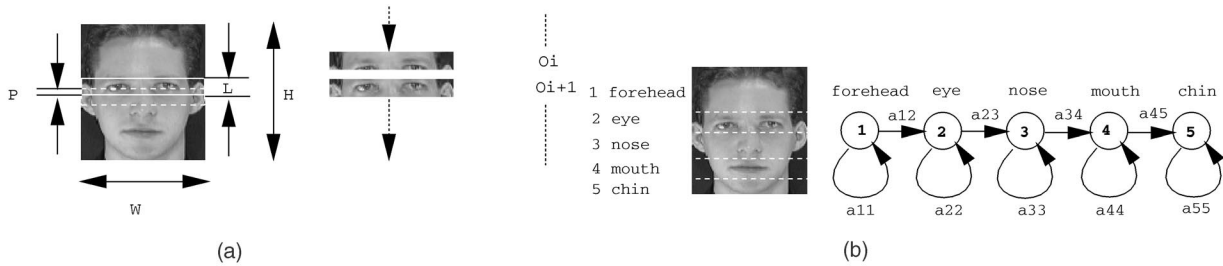 P
L
H
W
(a)
Oi
Oi+1
1 forehead
2 eye
3 nose
4 mouth
5 chin
forehead eye nose mouth chin
a12 a23 a34 a45
1 2 3 4 5
a11 a22 a33 a44 a55
(b)